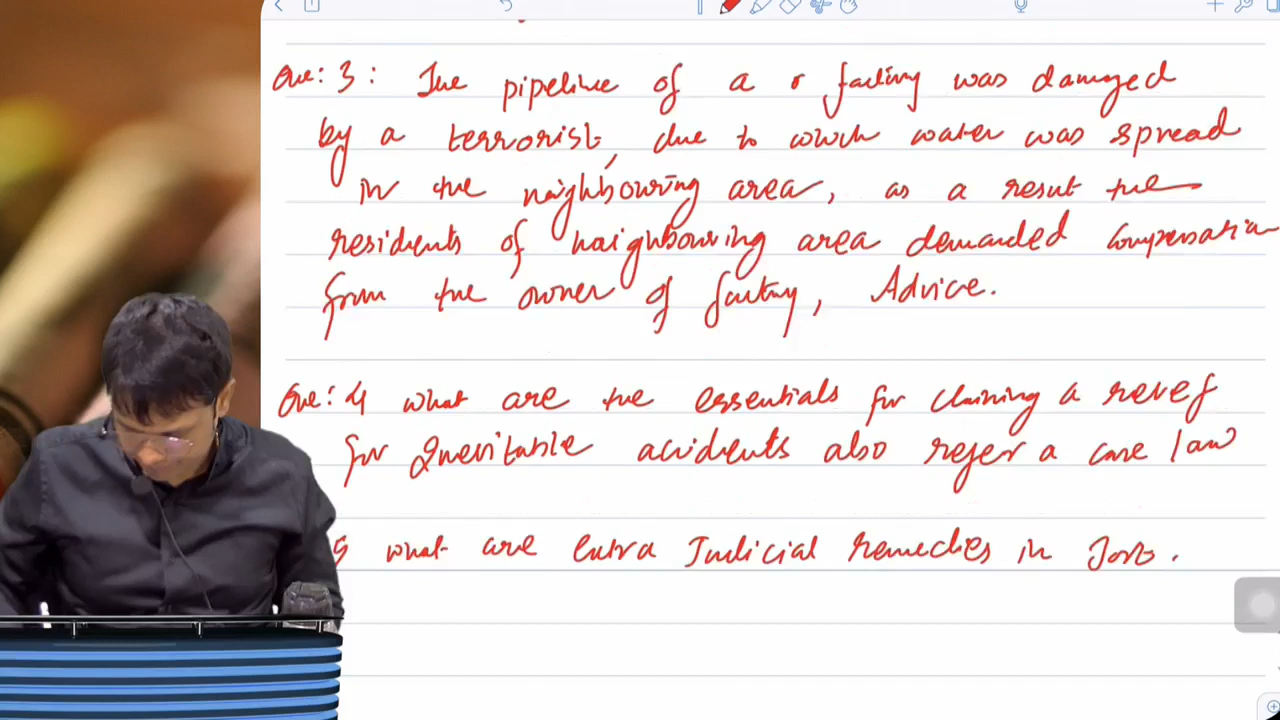 Que: 3 : The pipeline of a factory was damaged
by a terrorist, due to which water was spread
in the neighbouring area, as a result the
residents of neighbouring area demanded compensation
from the owner of factory, Advice.
Que: 4 what are the essentials for claiming a relief
for Inevitable accidents also refer a case law
5 what are extra Judicial remedies in Tort.